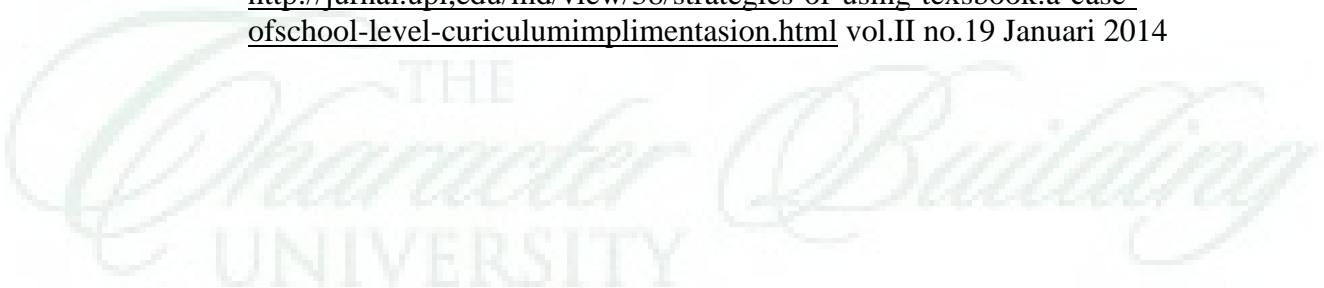 http://jurnal.upi.edu/md/view/58/strategies-of-using-texsbook.a-case-
ofschool-level-curiculumimplimentasion.html vol.II no.19 Januari 2014
THE
Character Building
UNIVERSITY